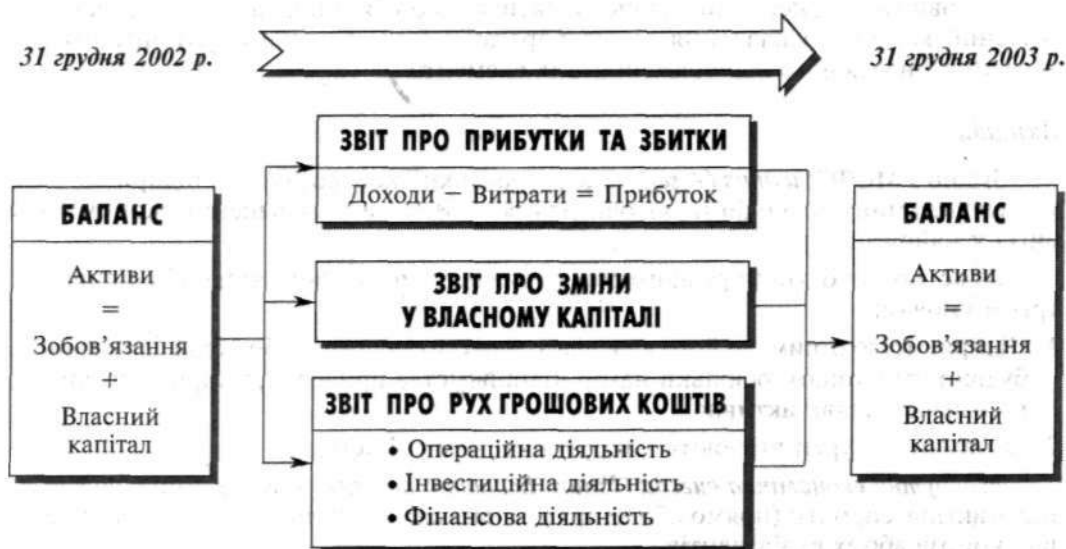 31 грудня 2002 р.
31 грудня 2003 р.
ЗВІТ ПРО ПРИБУТКИ ТА ЗБИТКИ
Доходи – Витрати = Прибуток
БАЛАНС
Активи
=
Зобов'язання
+
Власний
капітал
ЗВІТ ПРО ЗМІНИ
У ВЛАСНОМУ КАПІТАЛІ
ЗВІТ ПРО РУХ ГРОШОВИХ КОШТІВ
• Операційна діяльність
• Інвестиційна діяльність
• Фінансова діяльність
БАЛАНС
Активи
=
Зобов'язання
+
Власний
капітал